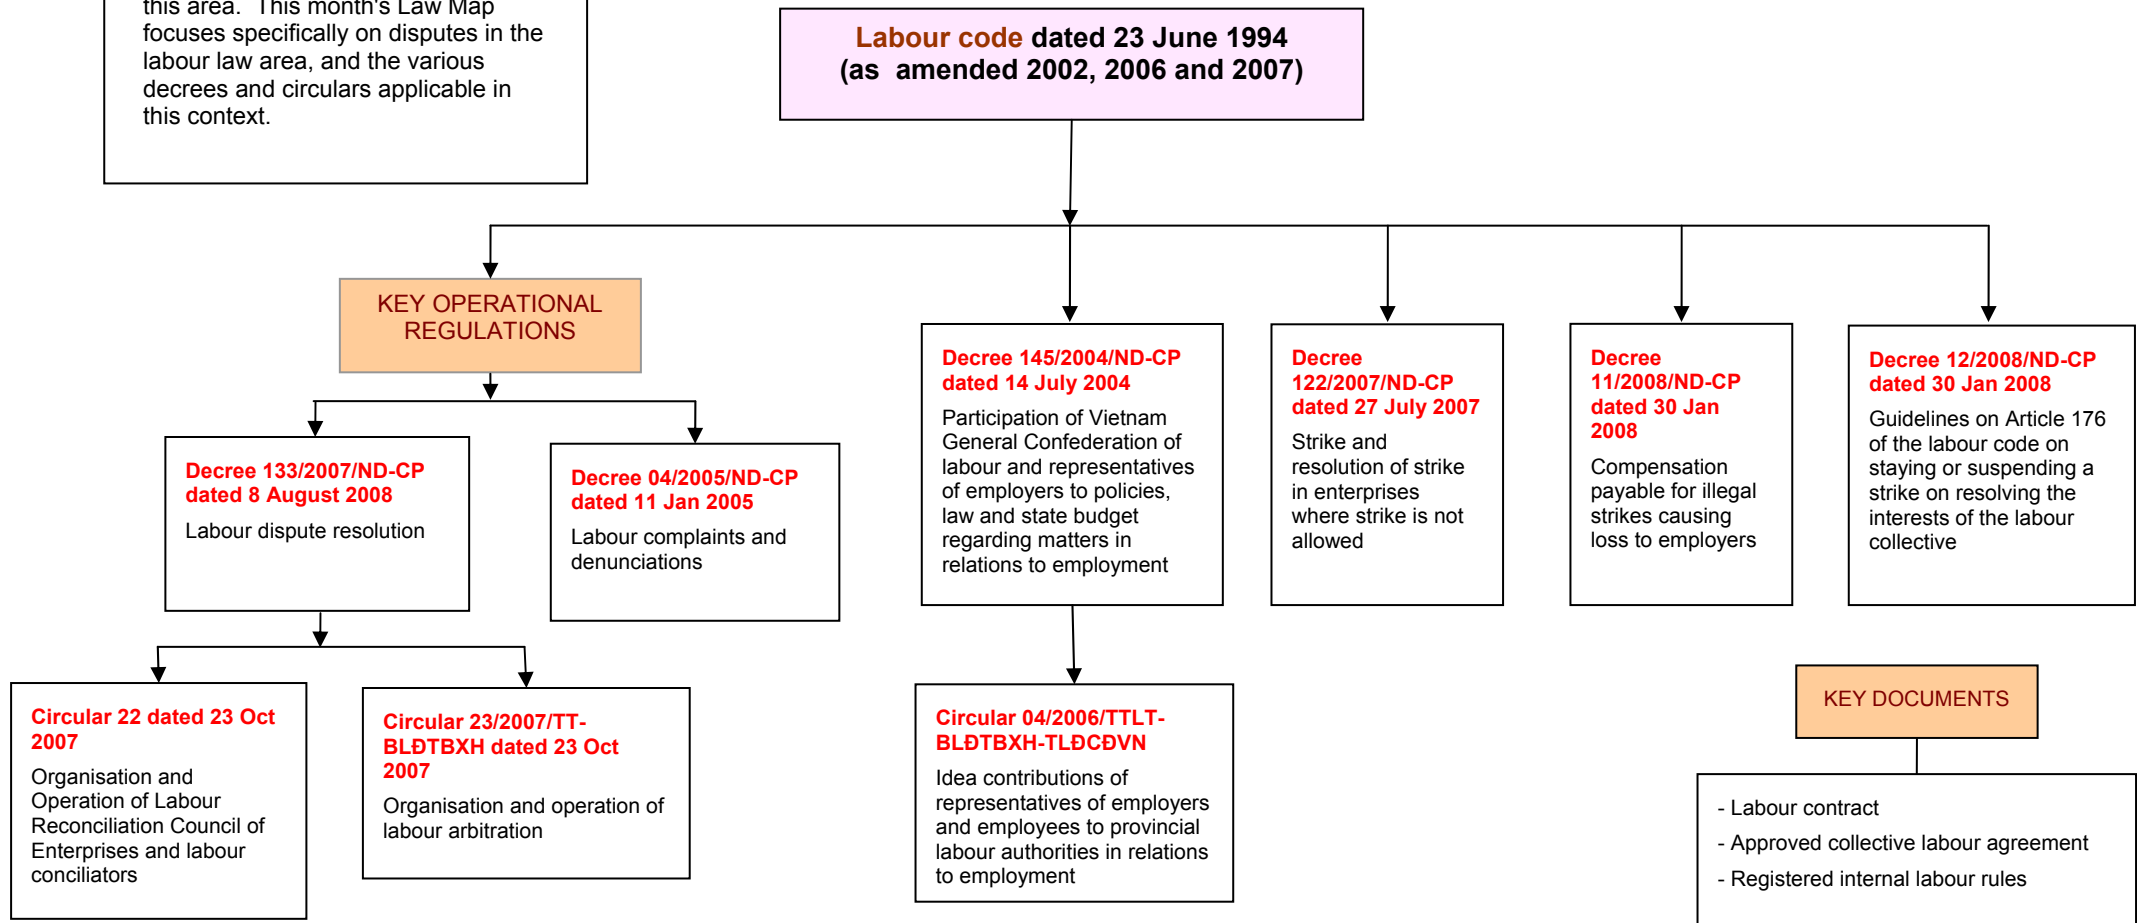 this area. This month's Law Map
focuses specifically on disputes in the
labour law area, and the various
decrees and circulars applicable in
this context.
Labour code dated 23 June 1994
(as amended 2002, 2006 and 2007)
KEY OPERATIONAL
REGULATIONS
Decree 145/2004/ND-CP
dated 14 July 2004
Participation of Vietnam
General Confederation of
labour and representatives
of employers to policies,
law and state budget
regarding matters in
relations to employment
Decree
122/2007/ND-CP
dated 27 July 2007
Strike and
resolution of strike
in enterprises
where strike is not
allowed
Decree
11/2008/ND-CP
dated 30 Jan
2008
Compensation
payable for illegal
strikes causing
loss to employers
Decree 12/2008/ND-CP
dated 30 Jan 2008
Guidelines on Article 176
of the labour code on
staying or suspending a
strike on resolving the
interests of the labour
collective
Decree 133/2007/ND-CP
dated 8 August 2008
Labour dispute resolution
Decree 04/2005/ND-CP
dated 11 Jan 2005
Labour complaints and
denunciations
Circular 22 dated 23 Oct
2007
Organisation and
Operation of Labour
Reconciliation Council of
Enterprises and labour
conciliators
Circular 23/2007/TT-
BLĐTBXH dated 23 Oct
2007
Organisation and operation of
labour arbitration
Circular 04/2006/TTLT-
BLĐTBXH-TLĐCĐVN
Idea contributions of
representatives of employers
and employees to provincial
labour authorities in relations
to employment
KEY DOCUMENTS
- Labour contract
- Approved collective labour agreement
- Registered internal labour rules